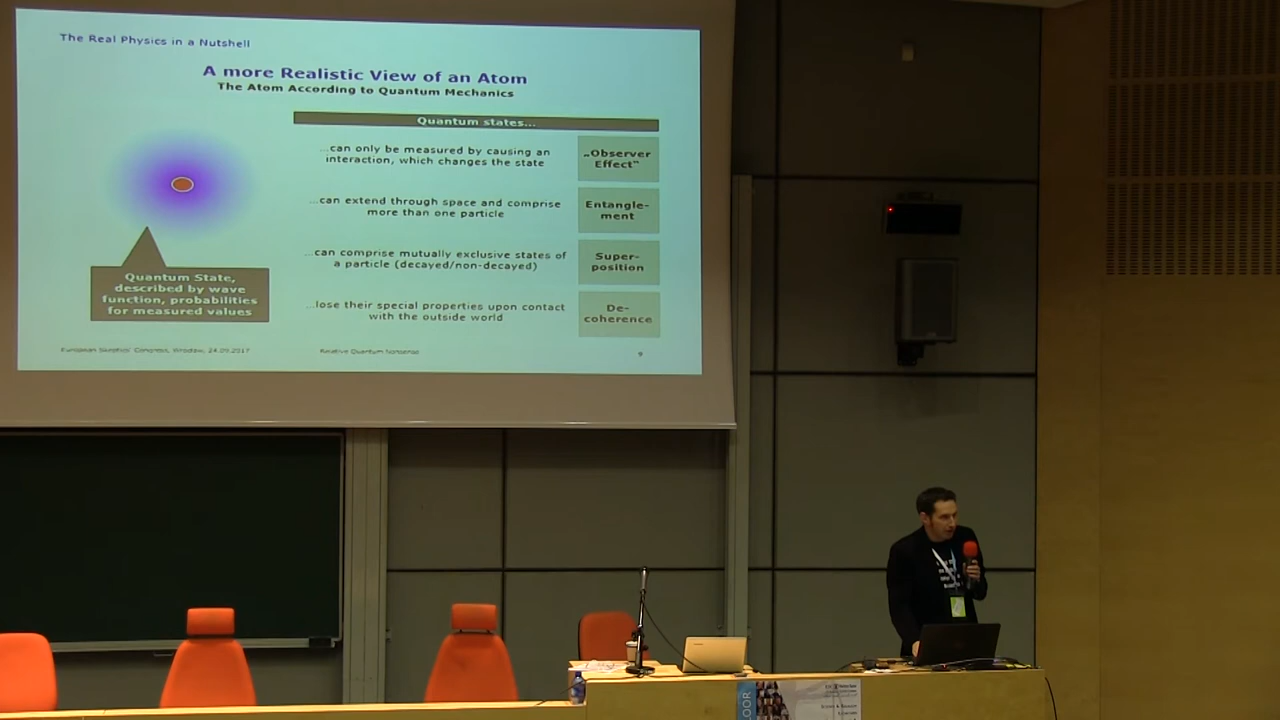 The Real Physics in a Nutshell
A more Realistic View of an Atom
The Atom According to Quantum Mechanics
Quantum states...
...can only be measured by causing an
interaction, which changes the state
„Observer
Effect“
...can extend through space and comprise
more than one particle
Entangle-
ment
...can comprise mutually exclusive states of
a particle (decayed/non-decayed)
Super-
position
...lose their special properties upon contact
with the outside world
De-
coherence
Quantum State,
described by wave
function, probabilities
for measured values
European Skeptics' Congress, Wrocław, 24.09.2017
Relative Quantum Nonsense
9